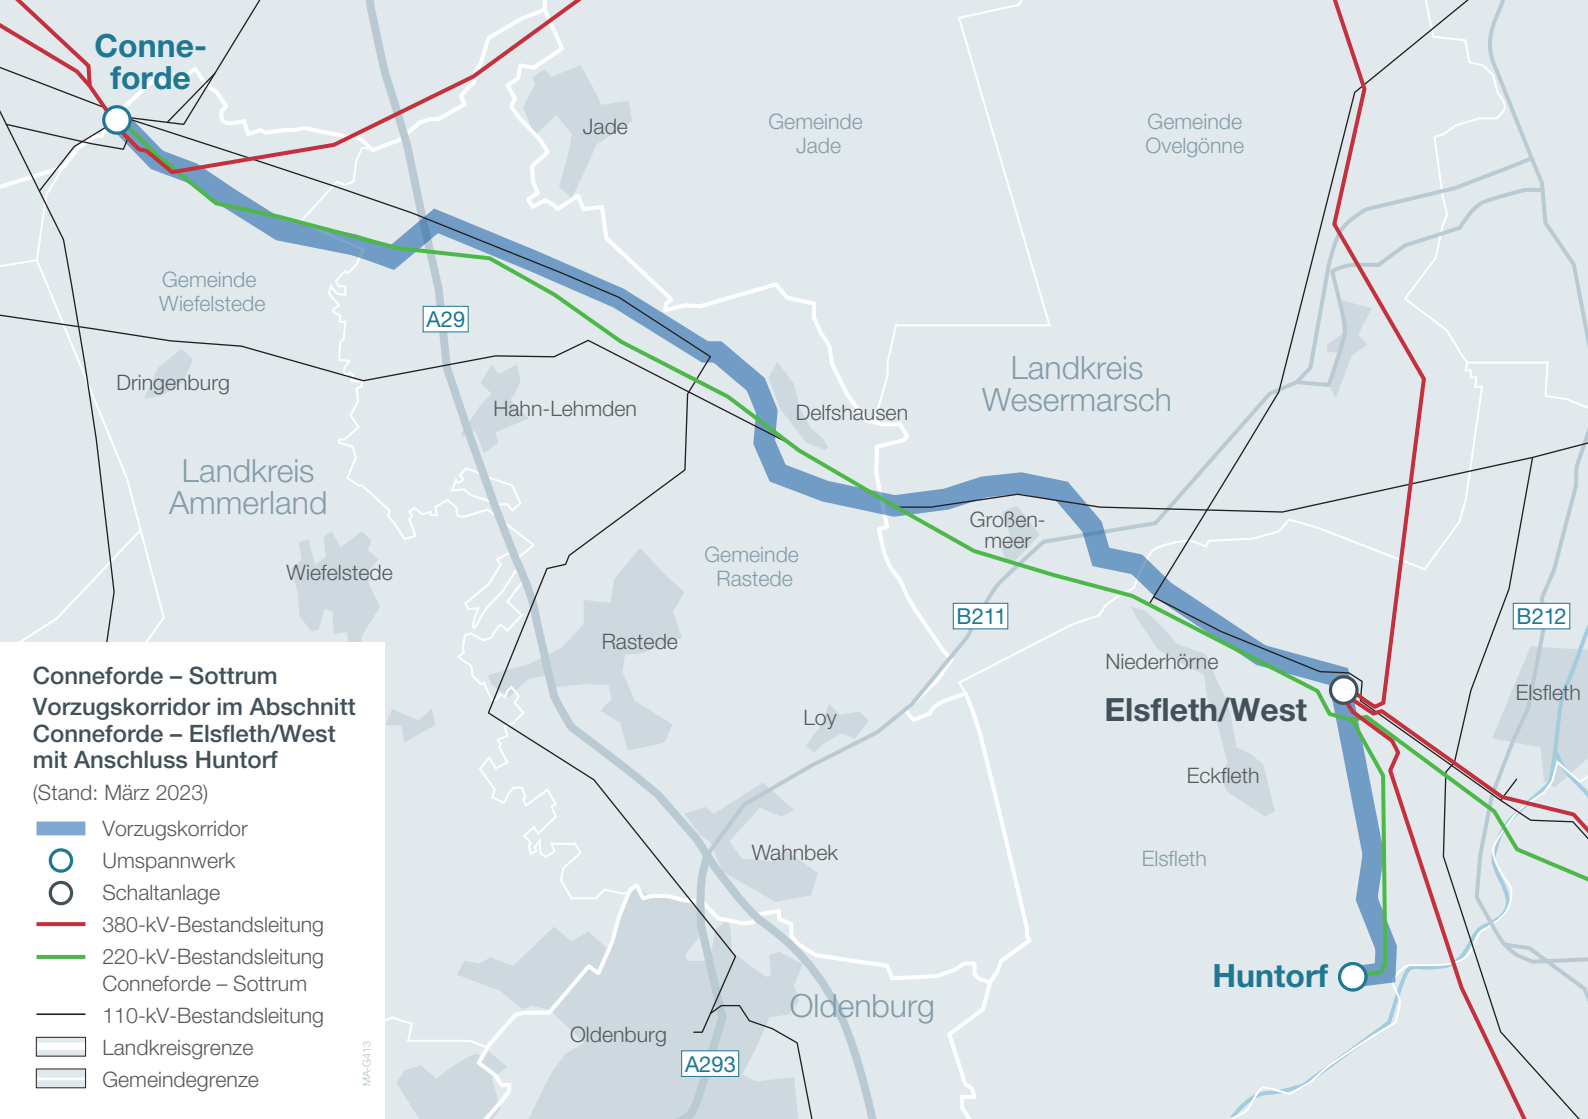 Conne-
forde
Jade
Gemeinde
Jade
Gemeinde
Ovelgönne
Gemeinde
Wiefelstede
A29
Dringenburg
Hahn-Lehmden
Delfshausen
Landkreis
Wesermarsch
Landkreis
Ammerland
Großen-
meer
Wiefelstede
Gemeinde
Rastede
B211
B212
Rastede
Niederhörne
Elsfleth
Elsfleth/West
Loy
Eckfleth
Wahnbek
Elsfleth
Huntorf
Oldenburg
Oldenburg
A293
Conneforde – Sottrum
Vorzugskorridor im Abschnitt
Conneforde – Elsfleth/West
mit Anschluss Huntorf
(Stand: März 2023)
Vorzugskorridor
Umspannwerk
Schaltanlage
380-kV-Bestandsleitung
220-kV-Bestandsleitung
Conneforde – Sottrum
110-kV-Bestandsleitung
Landkreisgrenze
Gemeindegrenze
MA-G413